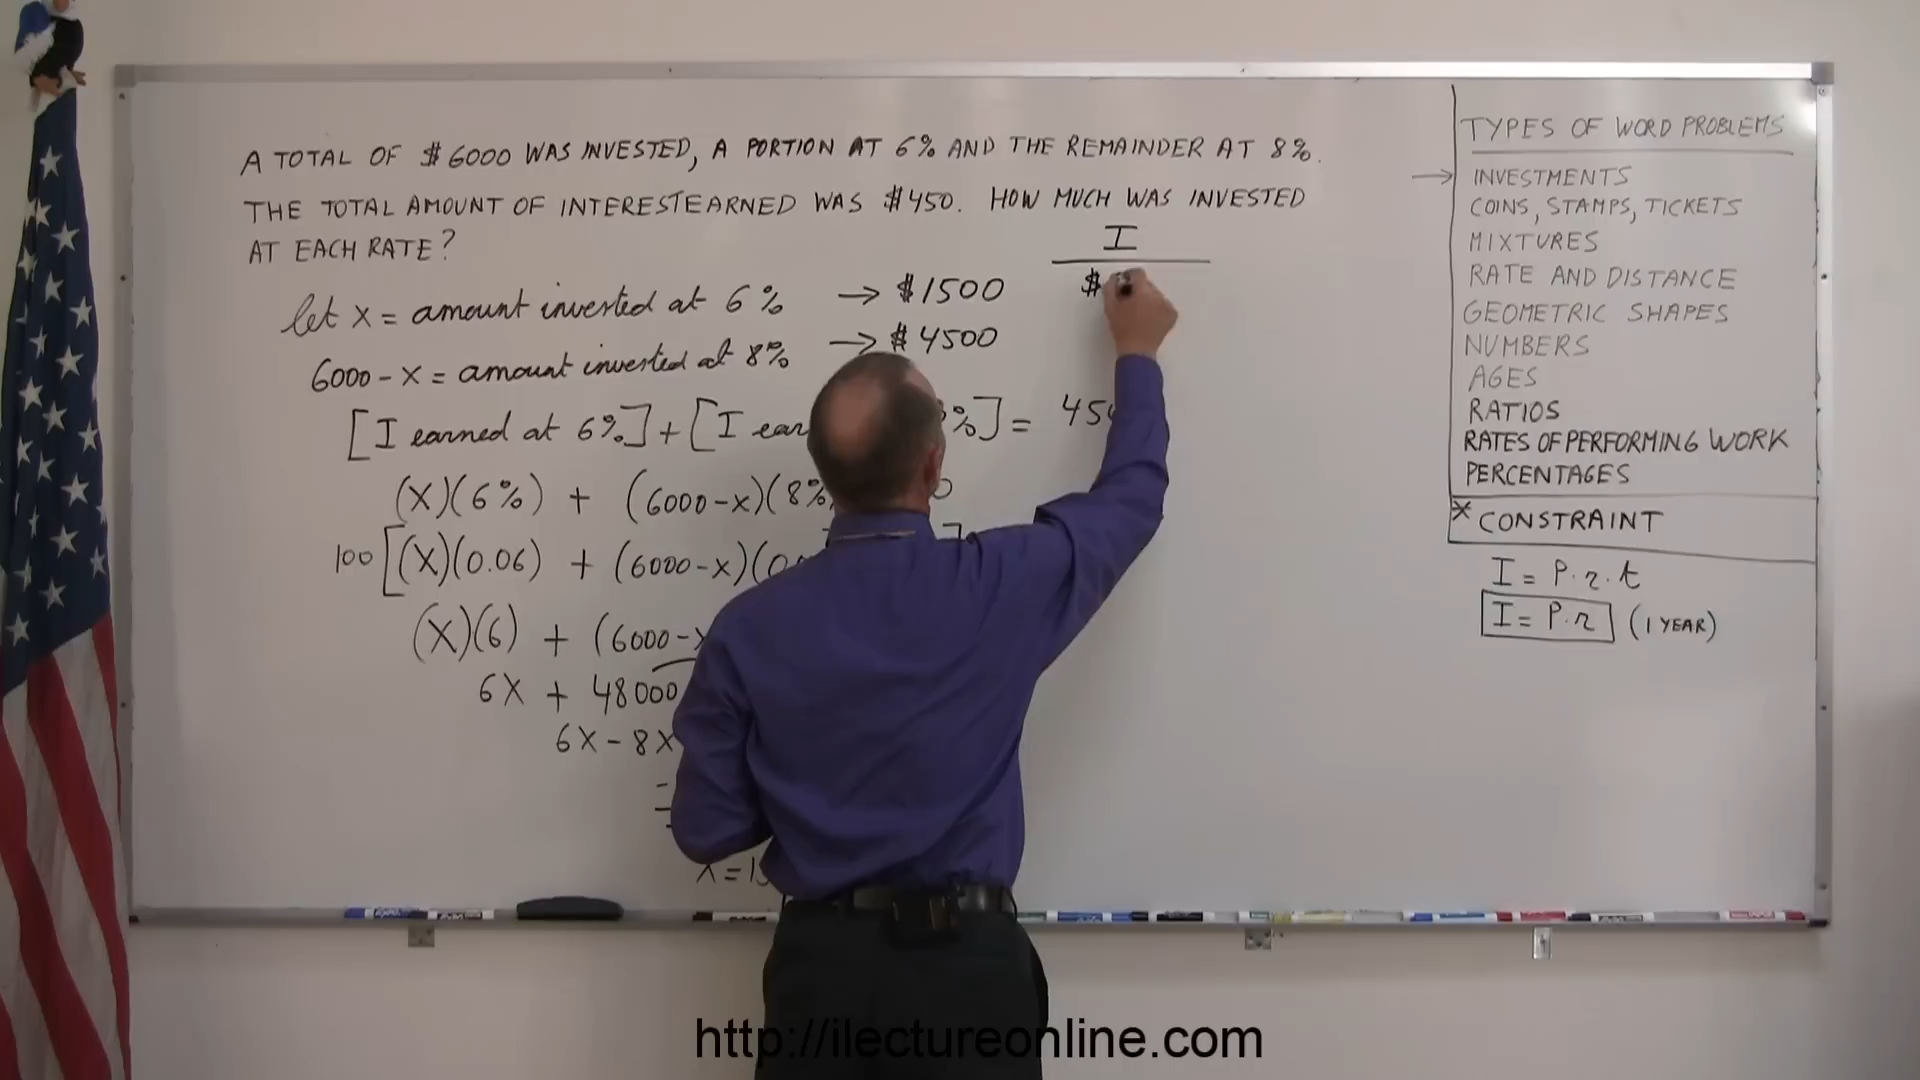 A TOTAL OF $6000 WAS INVESTED, A PORTION AT 6% AND THE REMAINDER AT 8%.
THE TOTAL AMOUNT OF INTEREST EARNED WAS $450. HOW MUCH WAS INVESTED
AT EACH RATE?
let x = amount invested at 6% → $1500
6000 - x = amount invested at 8% → $4500
[I earned at 6%] + [I ear %] = 45
(x)(6%) + (6000-x)(8%
100 [(x)(0.06) + (6000-x)(0. ]
(x)(6) + (6000-x
6x + 48000
6x - 8x
x = 1
I
$
TYPES OF WORD PROBLEMS
→ INVESTMENTS
COINS, STAMPS, TICKETS
MIXTURES
RATE AND DISTANCE
GEOMETRIC SHAPES
NUMBERS
AGES
RATIOS
RATES OF PERFORMING WORK
PERCENTAGES
* CONSTRAINT
I = P·r·t
I = P·r (1 YEAR)
http://ilectureonline.com